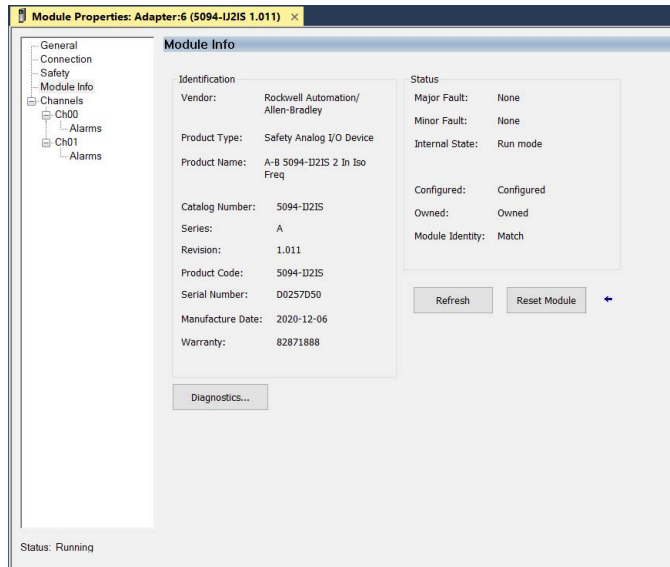 Module Properties: Adapter:6 (5094-IJ2IS 1.011) ×
General
Connection
Safety
Module Info
Channels
Ch00
Alarms
Ch01
Alarms
Module Info
Identification
Vendor: Rockwell Automation/
Allen-Bradley
Product Type: Safety Analog I/O Device
Product Name: A-B 5094-IJ2IS 2 In Iso
Freq
Catalog Number: 5094-IJ2IS
Series: A
Revision: 1.011
Product Code: 5094-IJ2IS
Serial Number: D0257D50
Manufacture Date: 2020-12-06
Warranty: 82871888
Diagnostics...
Status
Major Fault: None
Minor Fault: None
Internal State: Run mode
Configured: Configured
Owned: Owned
Module Identity: Match
Refresh Reset Module
Status: Running